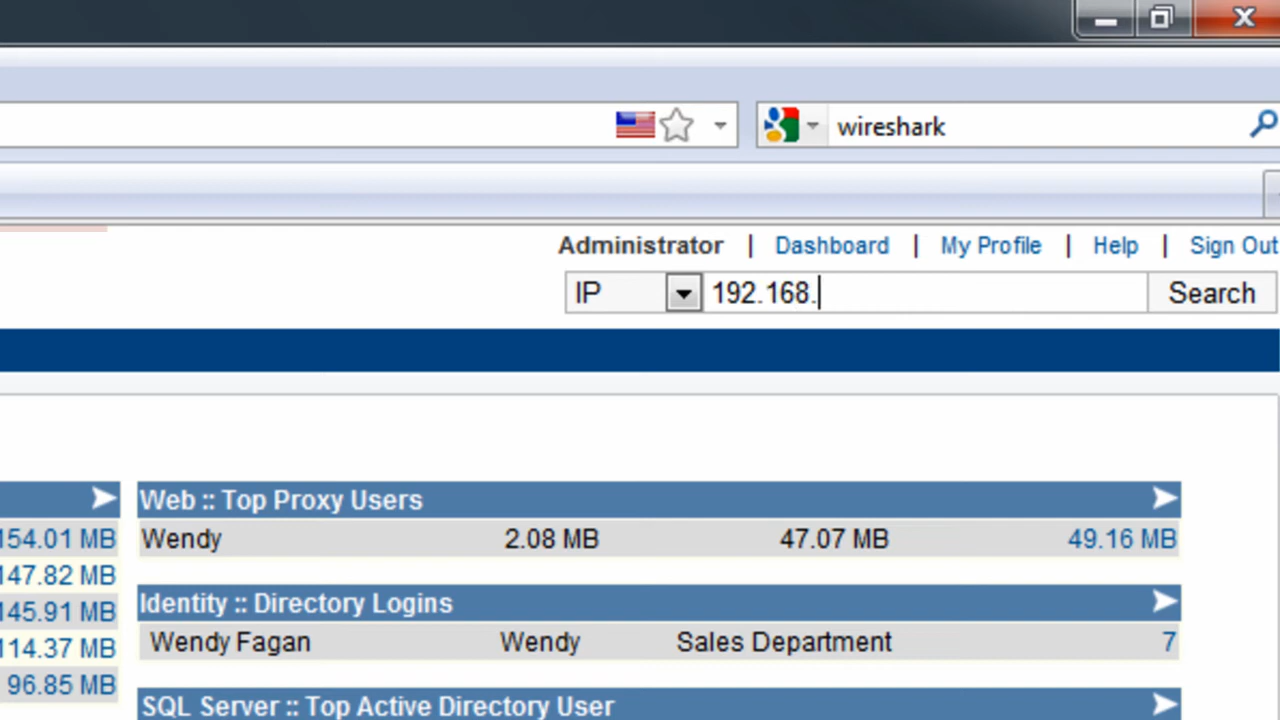 wireshark
Administrator | Dashboard | My Profile | Help | Sign Out
IP 192.168. Search
Web :: Top Proxy Users
154.01 MB Wendy 2.08 MB 47.07 MB 49.16 MB
147.82 MB
Identity :: Directory Logins
145.91 MB
114.37 MB Wendy Fagan Wendy Sales Department 7
96.85 MB
SQL Server :: Top Active Directory User